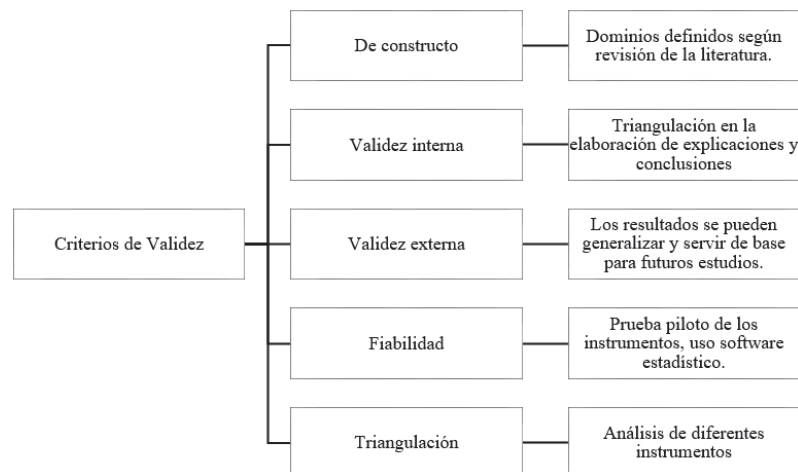 Criterios de Validez
De constructo
Dominios definidos según
revisión de la literatura.
Validez interna
Triangulación en la
elaboración de explicaciones y
conclusiones
Validez externa
Los resultados se pueden
generalizar y servir de base
para futuros estudios.
Fiabilidad
Prueba piloto de los
instrumentos, uso software
estadístico.
Triangulación
Análisis de diferentes
instrumentos